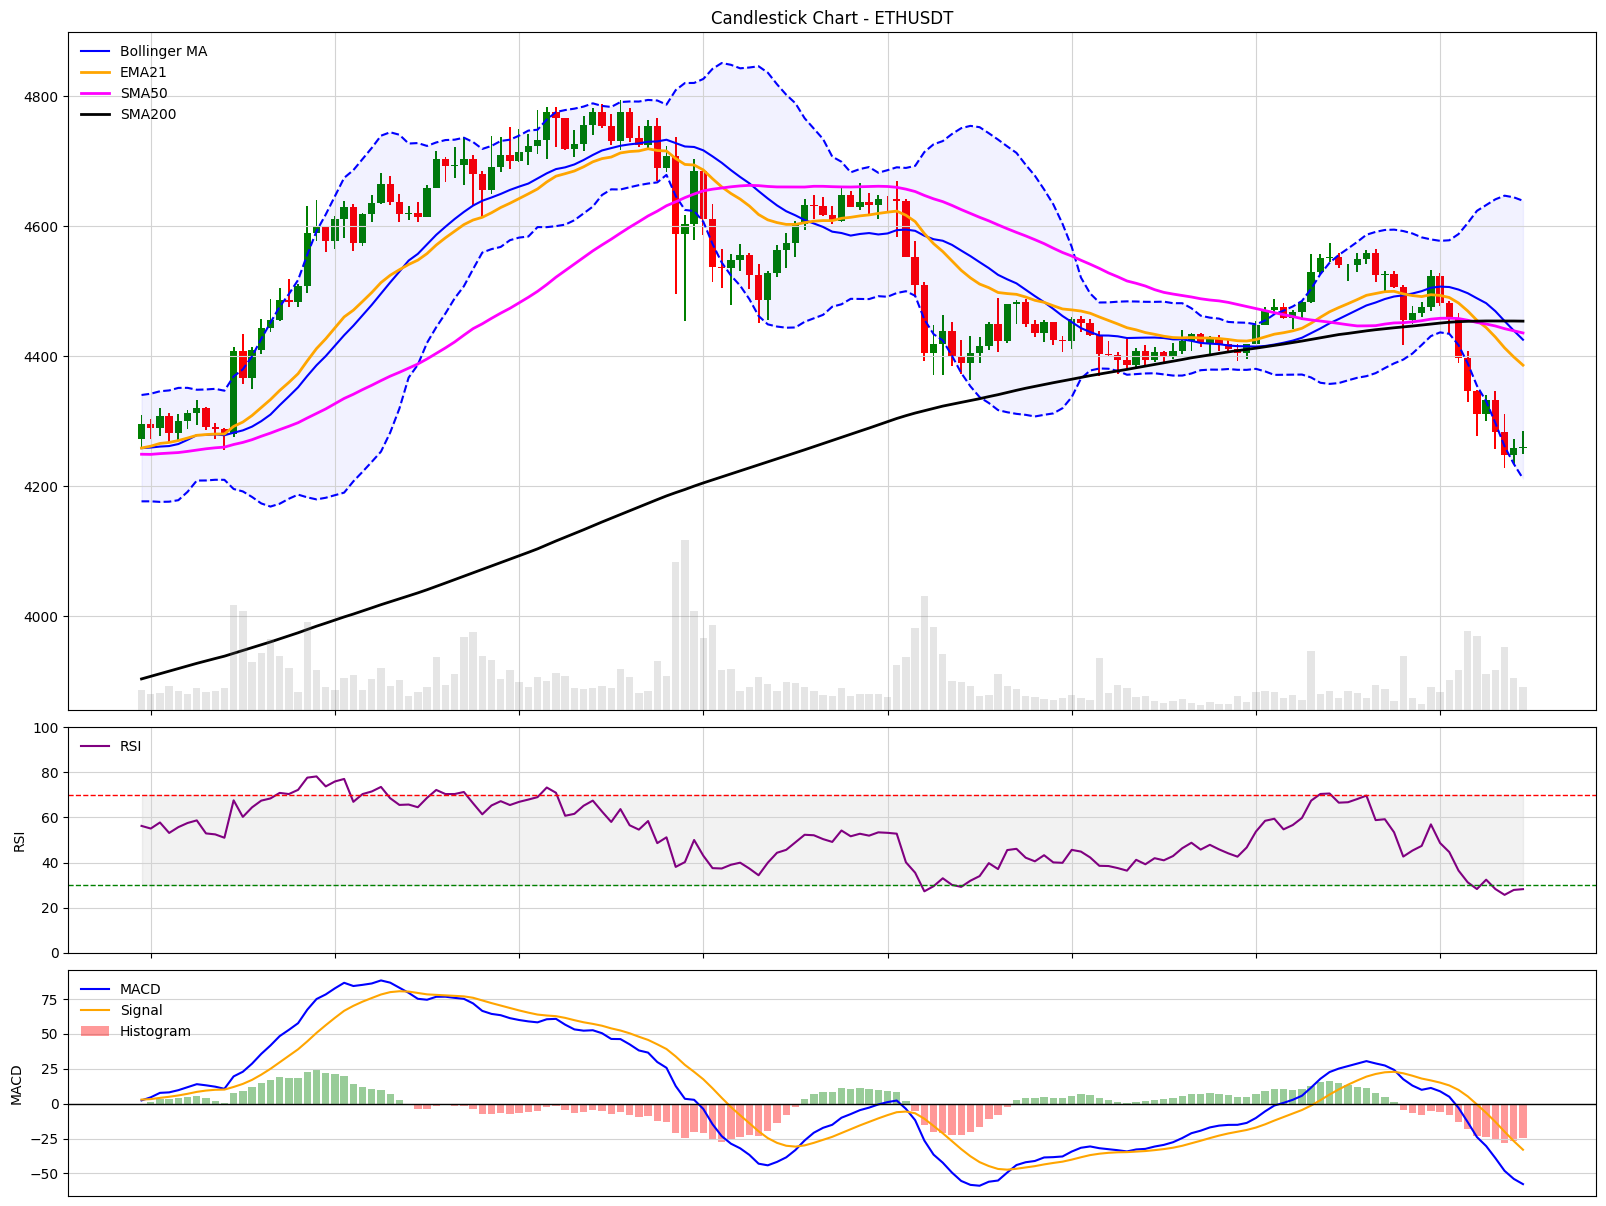 Candlestick Chart - ETHUSDT
Bollinger MA
EMA21
SMA50
SMA200
4800
4600
4400
4200
4000
RSI
100
80
60
40
20
0
RSI
MACD
Signal
Histogram
75
50
25
0
−25
−50
MACD